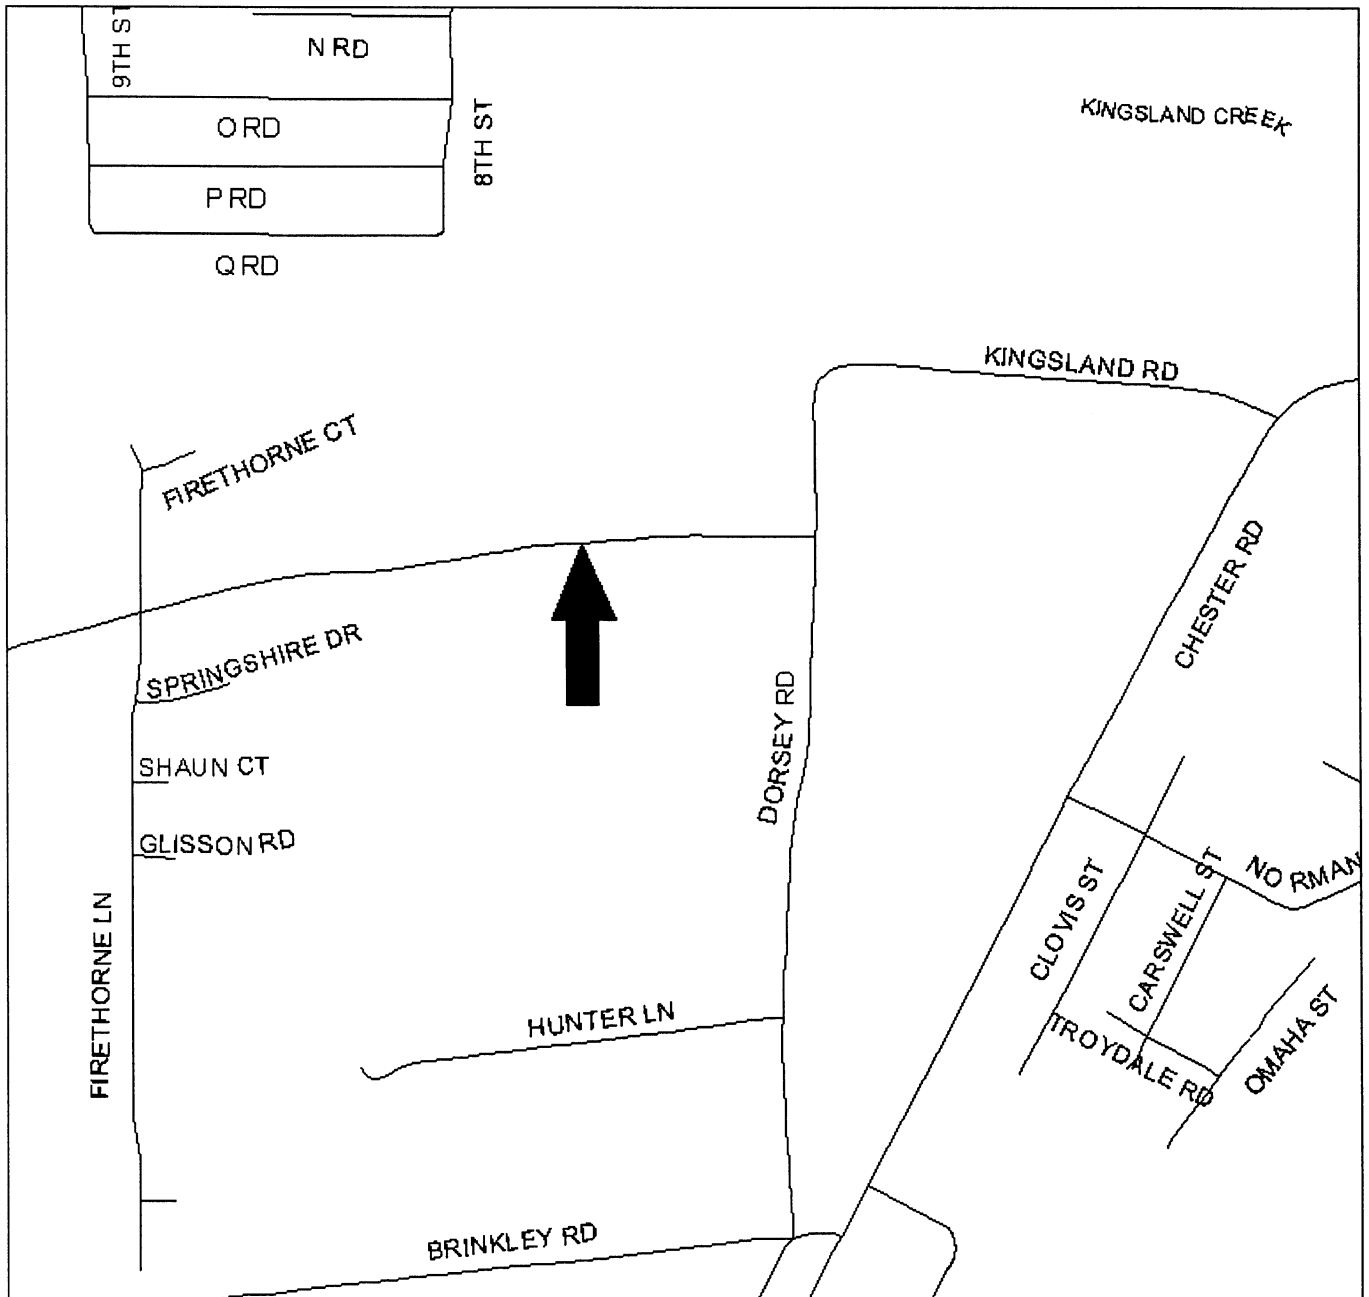 9TH ST
N RD
O RD
8TH ST
P RD
Q RD
KINGSLAND CREEK
KINGSLAND RD
FIRETHORNE CT
CHESTER RD
SPRINGSHIRE DR
DORSEY RD
SHAUN CT
GLISSON RD
FIRETHORNE LN
CLOVIS ST
CARSWELL ST
NORMAN
HUNTER LN
TROYDALE RD
OMAHA ST
BRINKLEY RD